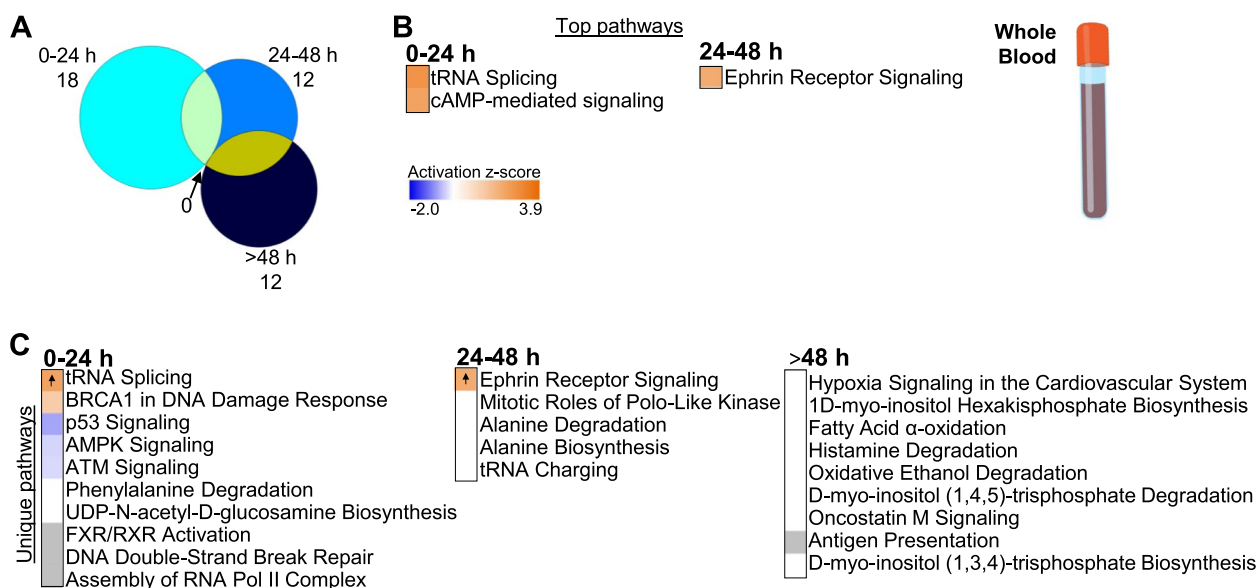 A
0-24 h
18
24-48 h
12
0
>48 h
12
B
Top pathways
0-24 h
tRNA Splicing
cAMP-mediated signaling
24-48 h
Ephrin Receptor Signaling
Activation z-score
-2.0 3.9
Whole
Blood
C
Unique pathways
0-24 h
tRNA Splicing
BRCA1 in DNA Damage Response
p53 Signaling
AMPK Signaling
ATM Signaling
Phenylalanine Degradation
UDP-N-acetyl-D-glucosamine Biosynthesis
FXR/RXR Activation
DNA Double-Strand Break Repair
Assembly of RNA Pol II Complex
24-48 h
Ephrin Receptor Signaling
Mitotic Roles of Polo-Like Kinase
Alanine Degradation
Alanine Biosynthesis
tRNA Charging
>48 h
Hypoxia Signaling in the Cardiovascular System
1D-myo-inositol Hexakisphosphate Biosynthesis
Fatty Acid α-oxidation
Histamine Degradation
Oxidative Ethanol Degradation
D-myo-inositol (1,4,5)-trisphosphate Degradation
Oncostatin M Signaling
Antigen Presentation
D-myo-inositol (1,3,4)-trisphosphate Biosynthesis